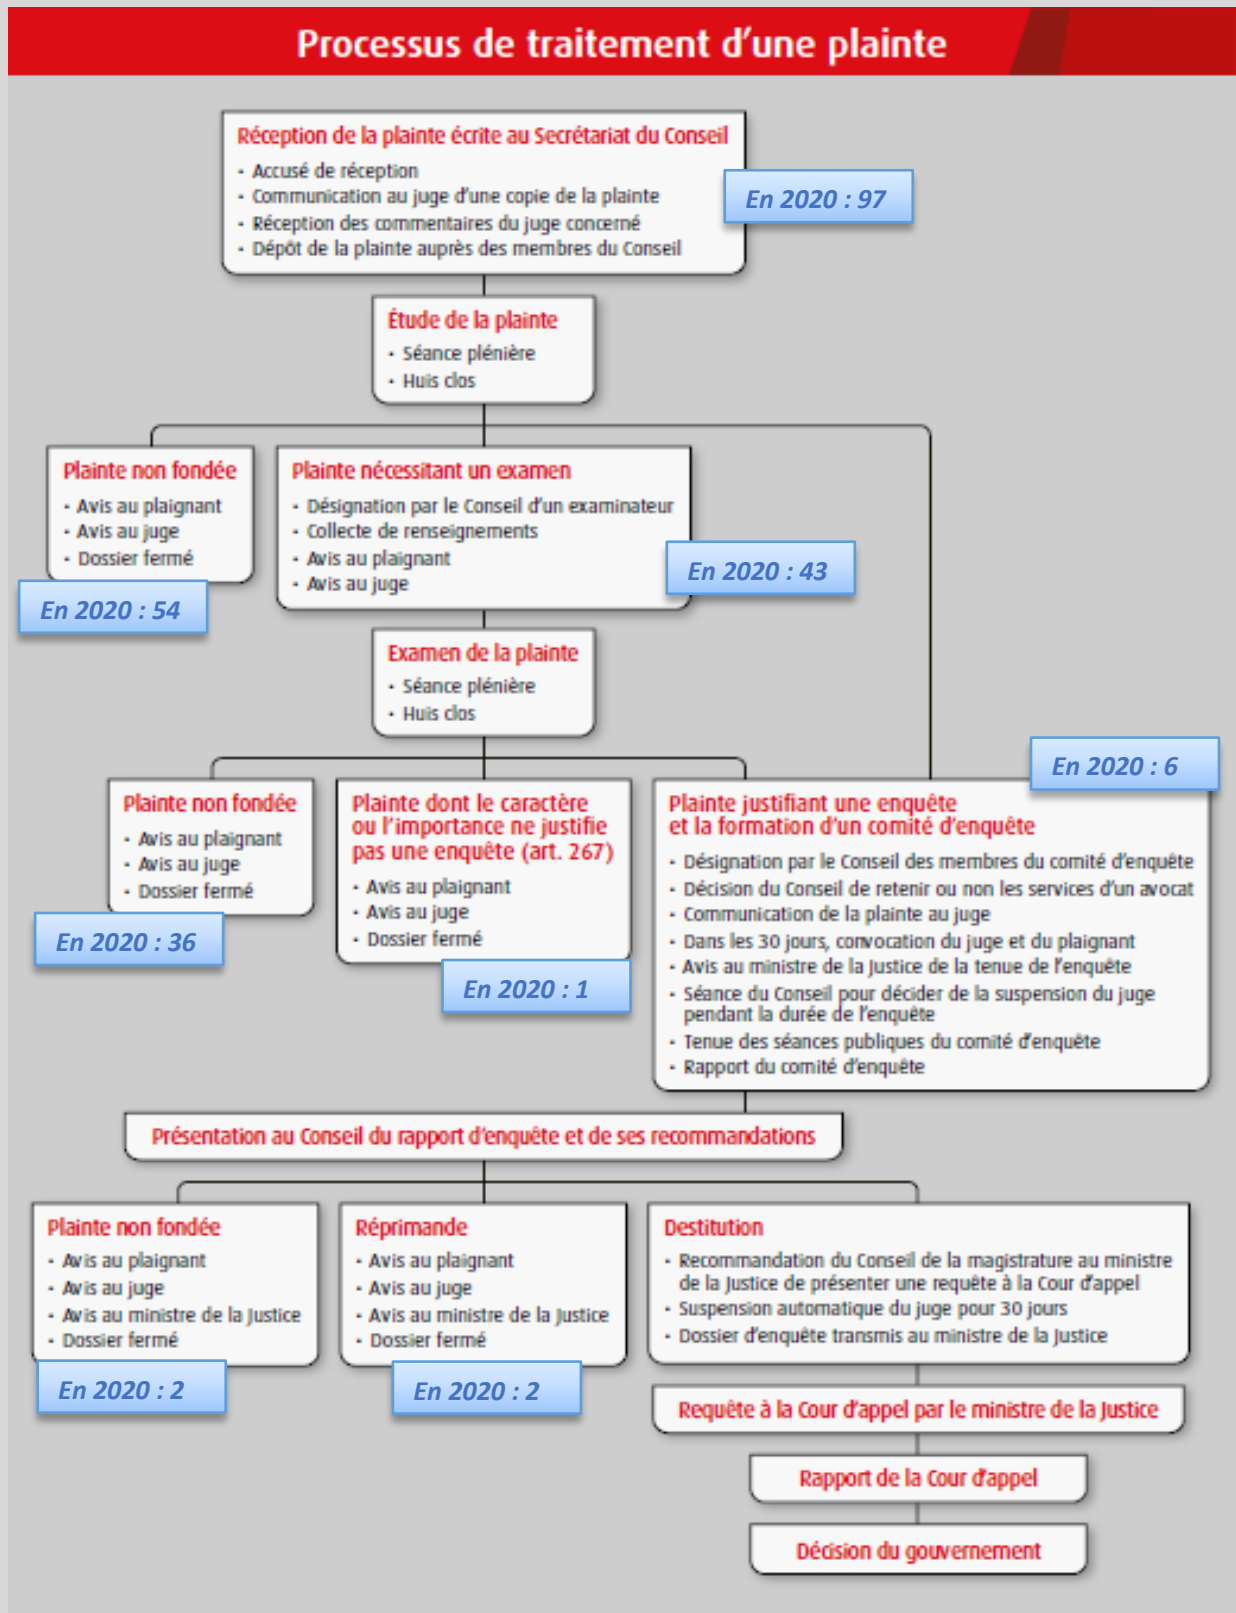 Processus de traitement d'une plainte
Réception de la plainte écrite au Secrétariat du Conseil
- Accusé de réception
- Communication au juge d'une copie de la plainte
- Réception des commentaires du juge concerné
- Dépôt de la plainte auprès des membres du Conseil
En 2020 : 97
Étude de la plainte
- Séance plénière
- Huis clos
Plainte non fondée
- Avis au plaignant
- Avis au juge
- Dossier fermé
En 2020 : 54
Plainte nécessitant un examen
- Désignation par le Conseil d'un examinateur
- Collecte de renseignements
- Avis au plaignant
- Avis au juge
En 2020 : 43
Examen de la plainte
- Séance plénière
- Huis clos
Plainte non fondée
- Avis au plaignant
- Avis au juge
- Dossier fermé
En 2020 : 36
Plainte dont le caractère
ou l'importance ne justifie
pas une enquête (art. 267)
- Avis au plaignant
- Avis au juge
- Dossier fermé
En 2020 : 1
En 2020 : 6
Plainte justifiant une enquête
et la formation d'un comité d'enquête
- Désignation par le Conseil des membres du comité d'enquête
- Décision du Conseil de retenir ou non les services d'un avocat
- Communication de la plainte au juge
- Dans les 30 jours, convocation du juge et du plaignant
- Avis au ministre de la Justice de la tenue de l'enquête
- Séance du Conseil pour décider de la suspension du juge
pendant la durée de l'enquête
- Tenue des séances publiques du comité d'enquête
- Rapport du comité d'enquête
Présentation au Conseil du rapport d'enquête et de ses recommandations
Plainte non fondée
- Avis au plaignant
- Avis au juge
- Avis au ministre de la Justice
- Dossier fermé
En 2020 : 2
Réprimande
- Avis au plaignant
- Avis au juge
- Avis au ministre de la Justice
- Dossier fermé
En 2020 : 2
Destitution
- Recommandation du Conseil de la magistrature au ministre
de la Justice de présenter une requête à la Cour d'appel
- Suspension automatique du juge pour 30 jours
- Dossier d'enquête transmis au ministre de la Justice
Requête à la Cour d'appel par le ministre de la Justice
Rapport de la Cour d'appel
Décision du gouvernement